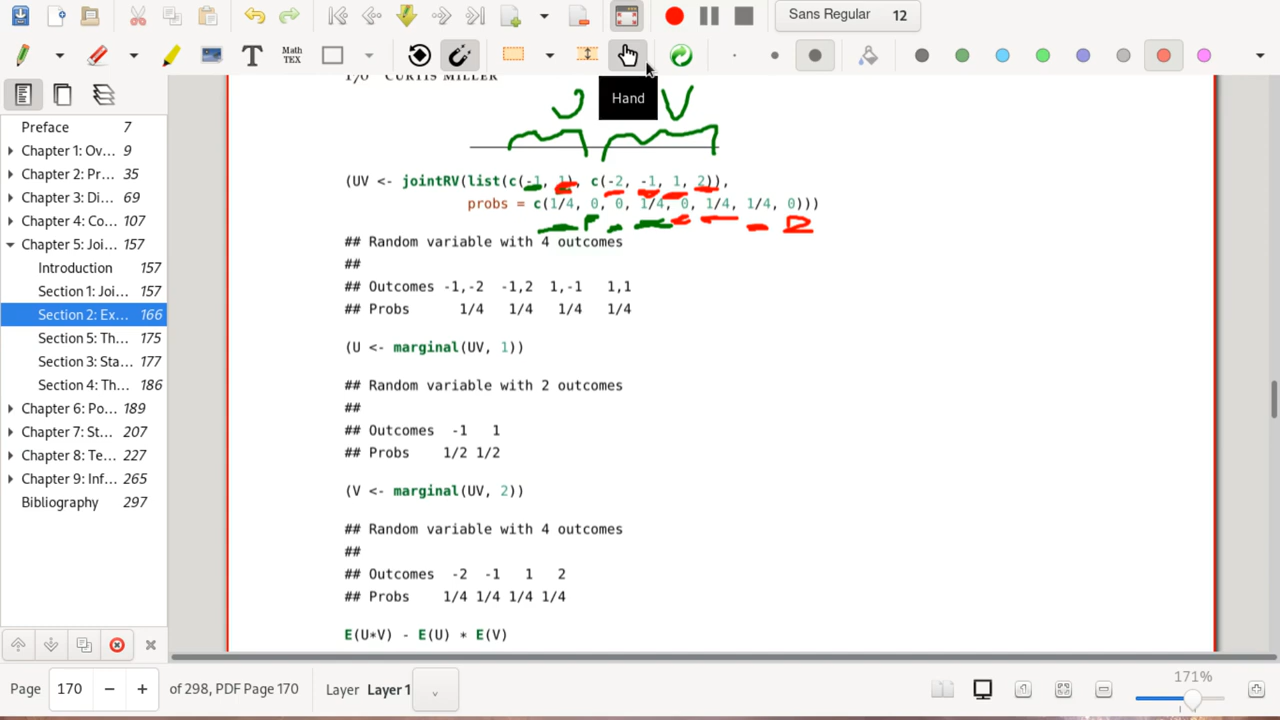 Sans Regular 12
Math
TEX
Hand
Preface 7
Chapter 1: Ov... 9
Chapter 2: Pr... 35
Chapter 3: Di... 69
Chapter 4: Co... 107
Chapter 5: Joi... 157
Introduction 157
Section 1: Joi... 157
Section 2: Ex... 166
Section 5: Th... 175
Section 3: Sta... 177
Section 4: Th... 186
Chapter 6: Po... 189
Chapter 7: St... 207
Chapter 8: Te... 227
Chapter 9: Inf... 265
Bibliography 297
170 CURTIS MILLER
U V
(UV <- jointRV(list(c(-1, 1), c(-2, -1, 1, 2)),
probs = c(1/4, 0, 0, 1/4, 0, 1/4, 1/4, 0)))
## Random variable with 4 outcomes
##
## Outcomes -1,-2 -1,2 1,-1 1,1
## Probs 1/4 1/4 1/4 1/4
(U <- marginal(UV, 1))
## Random variable with 2 outcomes
##
## Outcomes -1 1
## Probs 1/2 1/2
(V <- marginal(UV, 2))
## Random variable with 4 outcomes
##
## Outcomes -2 -1 1 2
## Probs 1/4 1/4 1/4 1/4
E(U*V) - E(U) * E(V)
Page 170 of 298, PDF Page 170 Layer Layer 1 171%